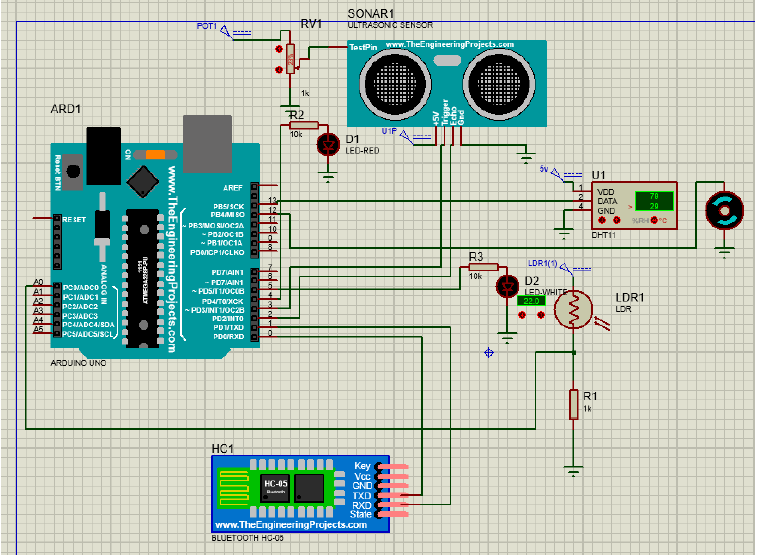 SONAR1
ULTRASONIC SENSOR
POT1
RV1
TestPin
www.TheEngineeringProjects.com
1k
+5V
Trigger
Echo
Gnd
U1P
ARD1
R2
10k
D1
LED-RED
Reset BTN
ON
www.TheEngineeringProjects.com
AREF
PB5/SCK
13
PB4/MISO
12
~ PB3/MOSI/OC2A
11
~ PB2/OC1B
10
~ PB1/OC1A
9
PB0/ICP1/CLKO
8
RESET
PD7/AIN1
7
~ PD6/AIN1
6
~ PD5/T1/OC0B
5
PD4/T0/XCK
4
~ PD3/INT1/OC2B
3
PD2/INT0
2
PD1/TXD
1
PD0/RXD
0
ANALOG IN
A0
PC0/ADC0
A1
PC1/ADC1
A2
PC2/ADC2
A3
PC3/ADC3
A4
PC4/ADC4/SDA
A5
PC5/ADC5/SCL
ARDUINO UNO
5v
U1
1
VDD
2
DATA
4
GND
70
>
29
%RH
°C
DHT11
R3
10k
D2
LED-WHITE
22.0
LDR1(1)
LDR1
LDR
R1
1k
HC1
HC-05
Bluetooth
Key
Vcc
GND
TXD
RXD
State
www.TheEngineeringProjects.com
BLUETOOTH HC-05